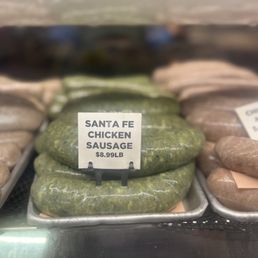 SANTA FE
CHICKEN
SAUSAGE
$8.99LB